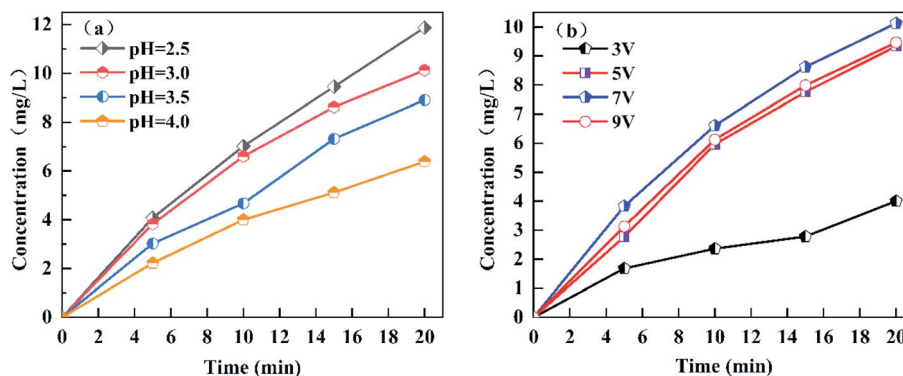 (a)
pH=2.5
pH=3.0
pH=3.5
pH=4.0
12
10
8
6
4
2
0
Concentration（mg/L）
0 2 4 6 8 10 12 14 16 18 20
Time (min)
(b)
3V
5V
7V
9V
10
9
8
7
6
5
4
3
2
1
0
Concentration（mg/L）
0 2 4 6 8 10 12 14 16 18 20
Time (min)